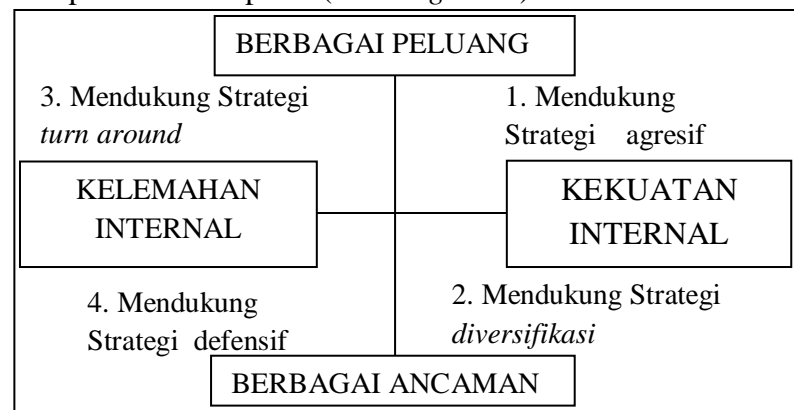 BERBAGAI PELUANG
3. Mendukung Strategi
turn around
1. Mendukung
Strategi agresif
KELEMAHAN
INTERNAL
KEKUATAN
INTERNAL
4. Mendukung
Strategi defensif
2. Mendukung Strategi
diversifikasi
BERBAGAI ANCAMAN